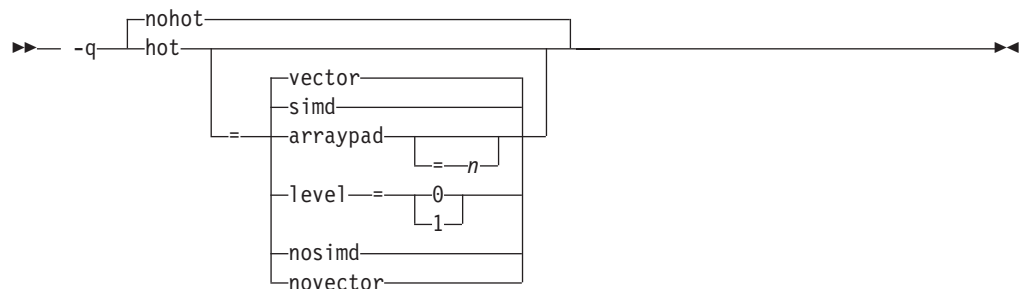 nohot
-q hot
vector
simd
= arraypad
= n
level = 0
1
nosimd
novector